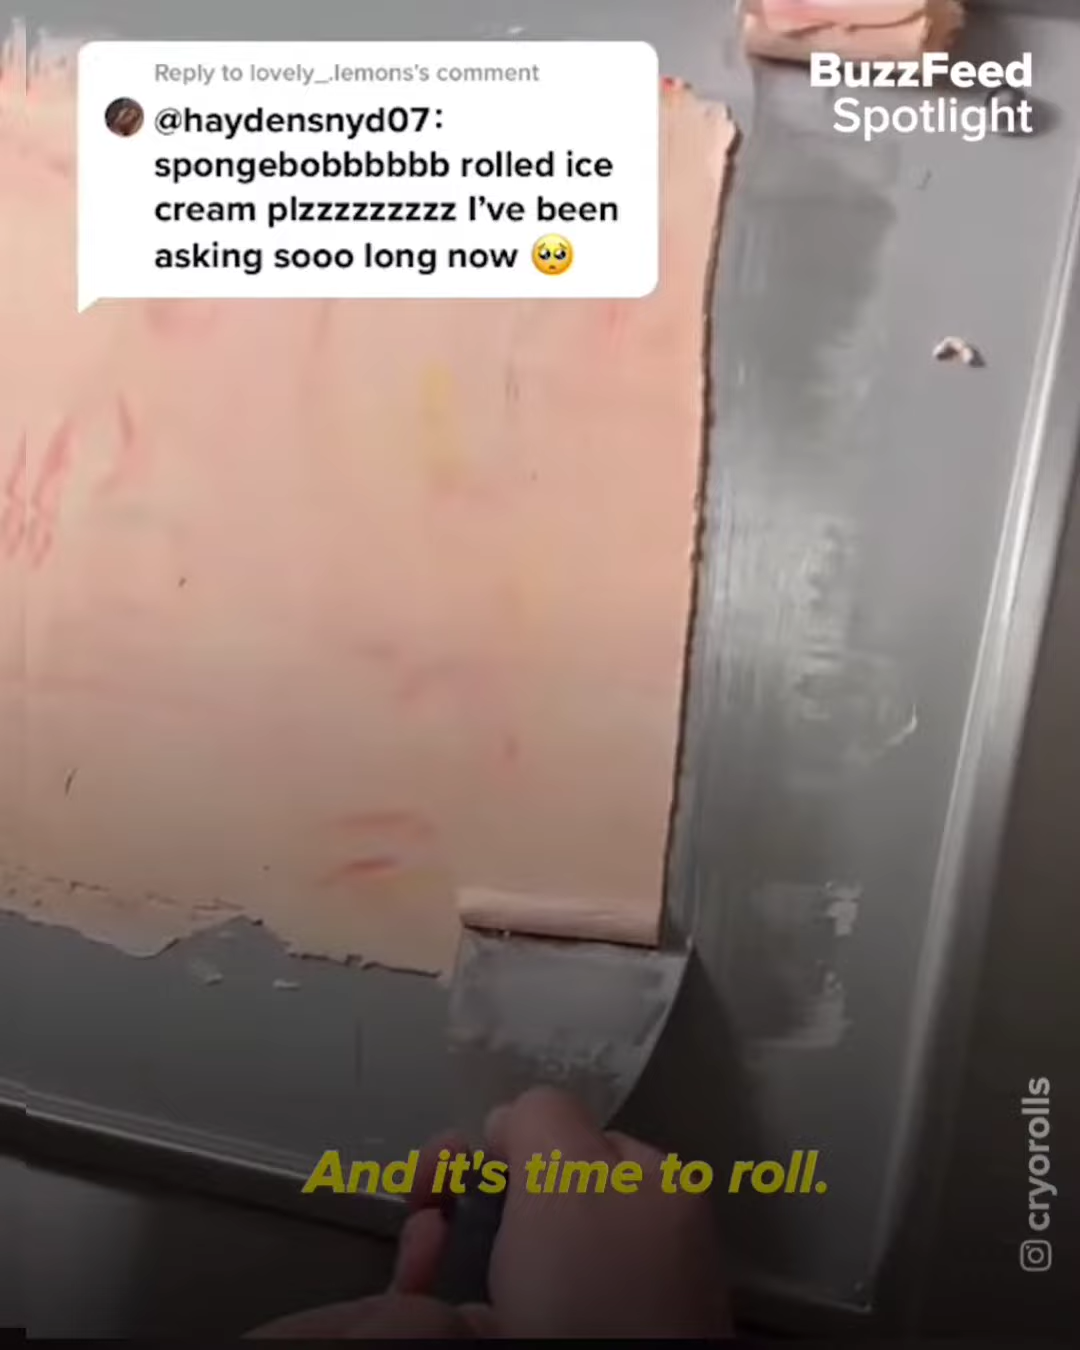 Reply to lovely_.lemons's comment
@haydensnyd07:
spongebobbbbbb rolled ice
cream plzzzzzzzzz I've been
asking sooo long now 🥺
BuzzFeed
Spotlight
And it's time to roll.
cryorolls